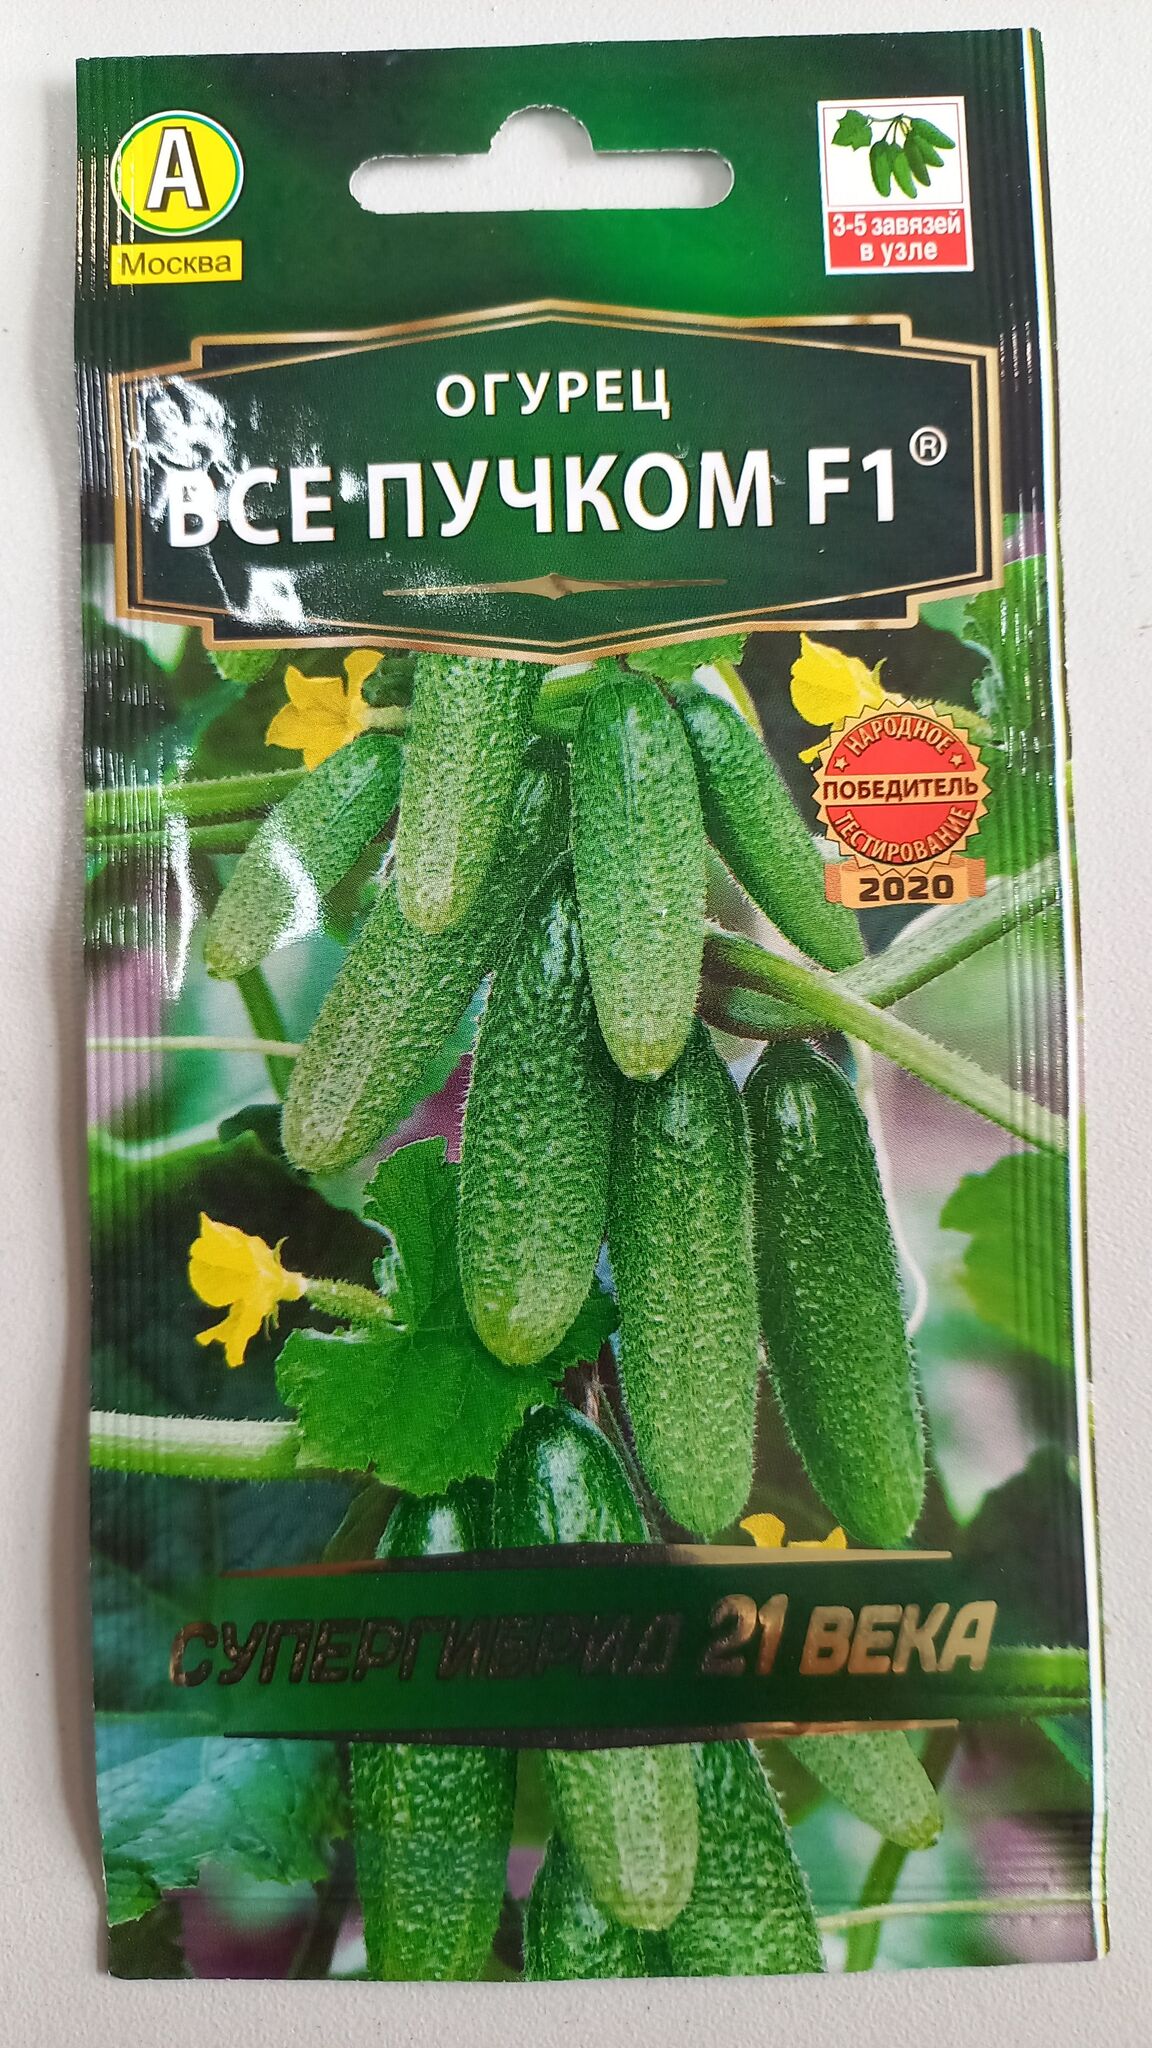 А
Москва
3-5 завязей
в узле
ОГУРЕЦ
ВСЕ ПУЧКОМ F1®
НАРОДНОЕ
ПОБЕДИТЕЛЬ
ТЕСТИРОВАНИЕ
2020
СУПЕРГИБРИД 21 ВЕКА